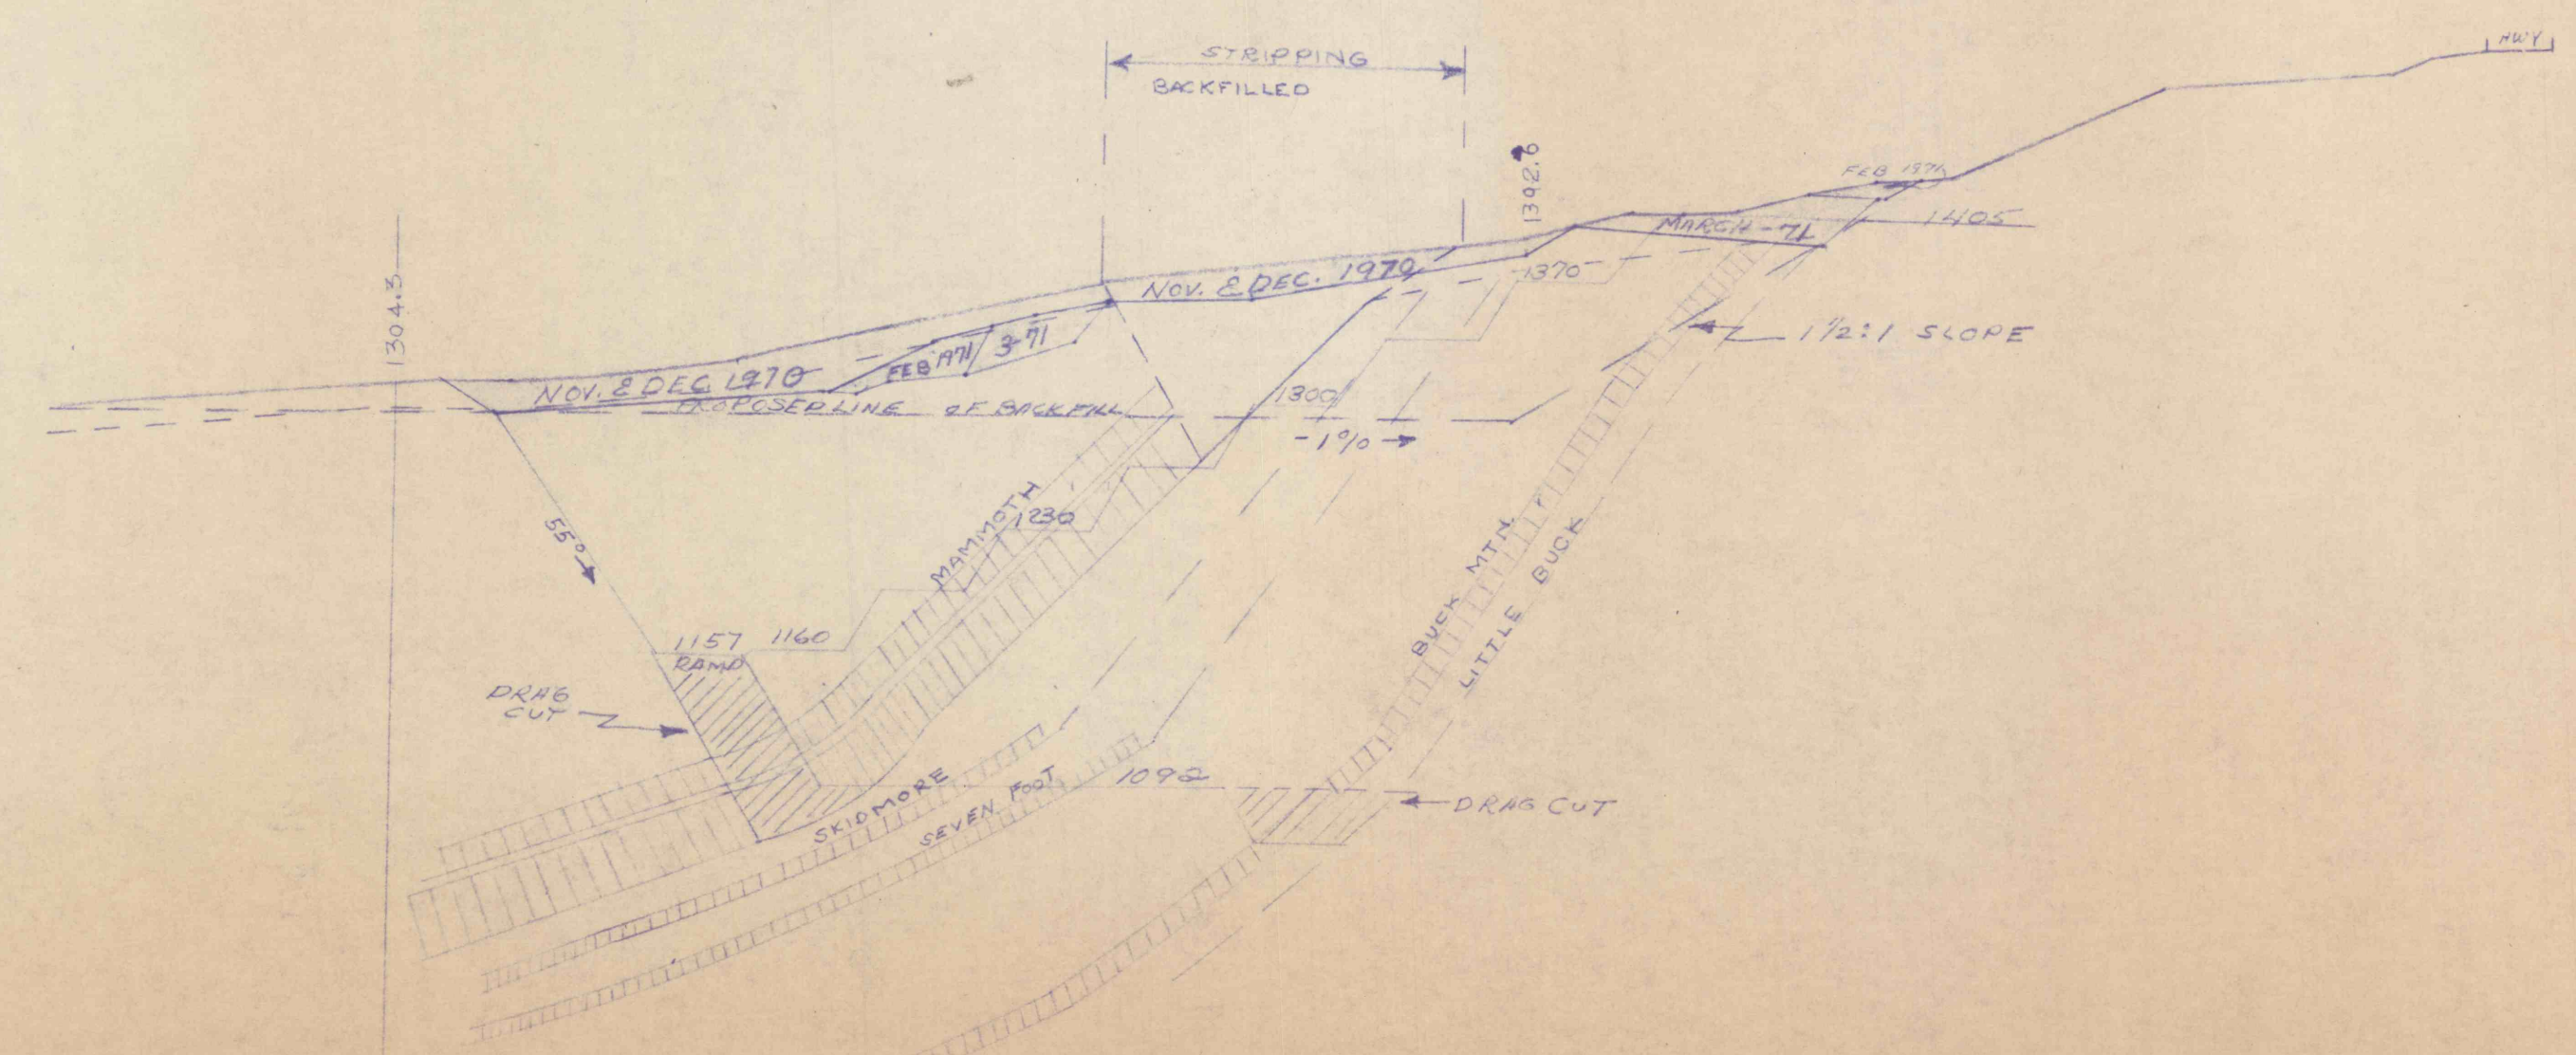 HWY
STRIPPING
BACKFILLED
1392.6
FEB 1971
1405
MARCH-71
1304.3
NOV. & DEC. 1970
1370
1 1/2:1 SLOPE
3-71
FEB 1971
NOV. & DEC 1970
PROPOSED LINE OF BACKFILL
1300
-1%
55°
MAMMOTH
1230
BUCK MTN.
LITTLE BUCK
1157
1160
RAMP
DRAG
CUT
SKIDMORE
SEVEN FOOT
1092
DRAG CUT